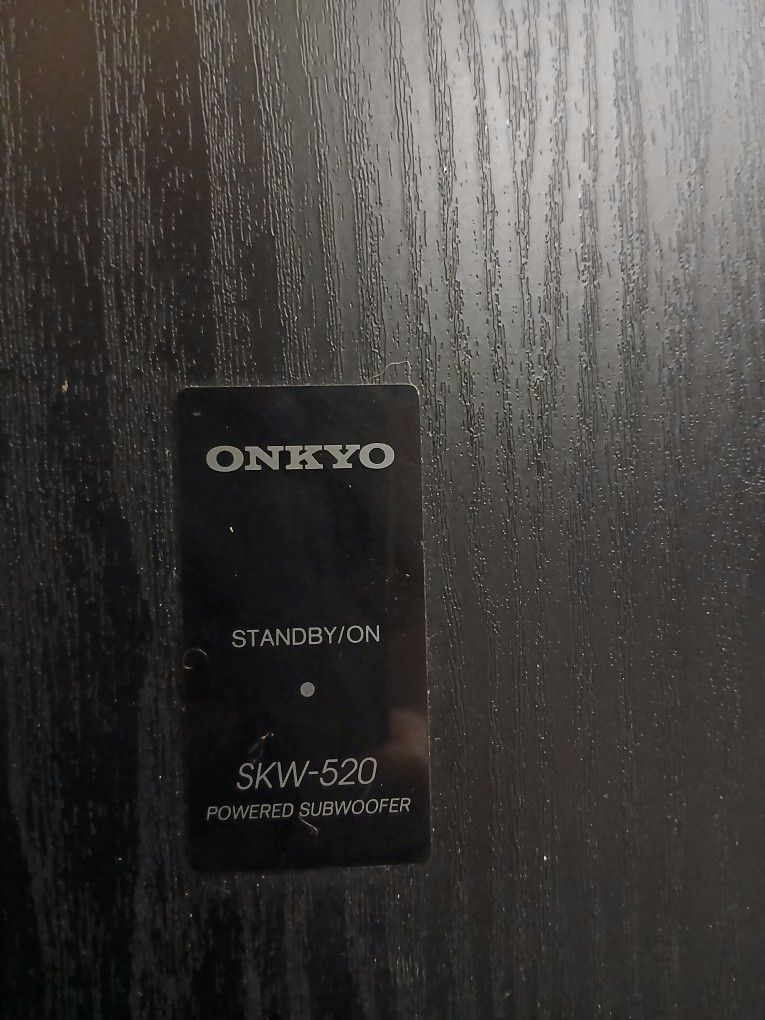 ONKYO
STANDBY/ON
SKW-520
POWERED SUBWOOFER